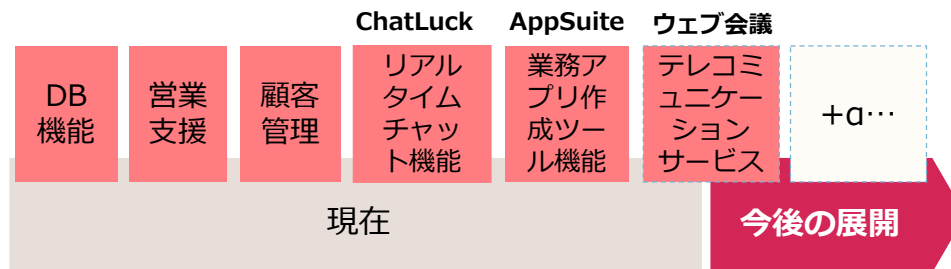 ChatLuck
AppSuite
ウェブ会議
DB
機能
営業
支援
顧客
管理
リアル
タイム
チャッ
ト機能
業務ア
プリ作
成ツー
ル機能
テレコミ
ュニケー
ション
サービス
+α…
現在
今後の展開